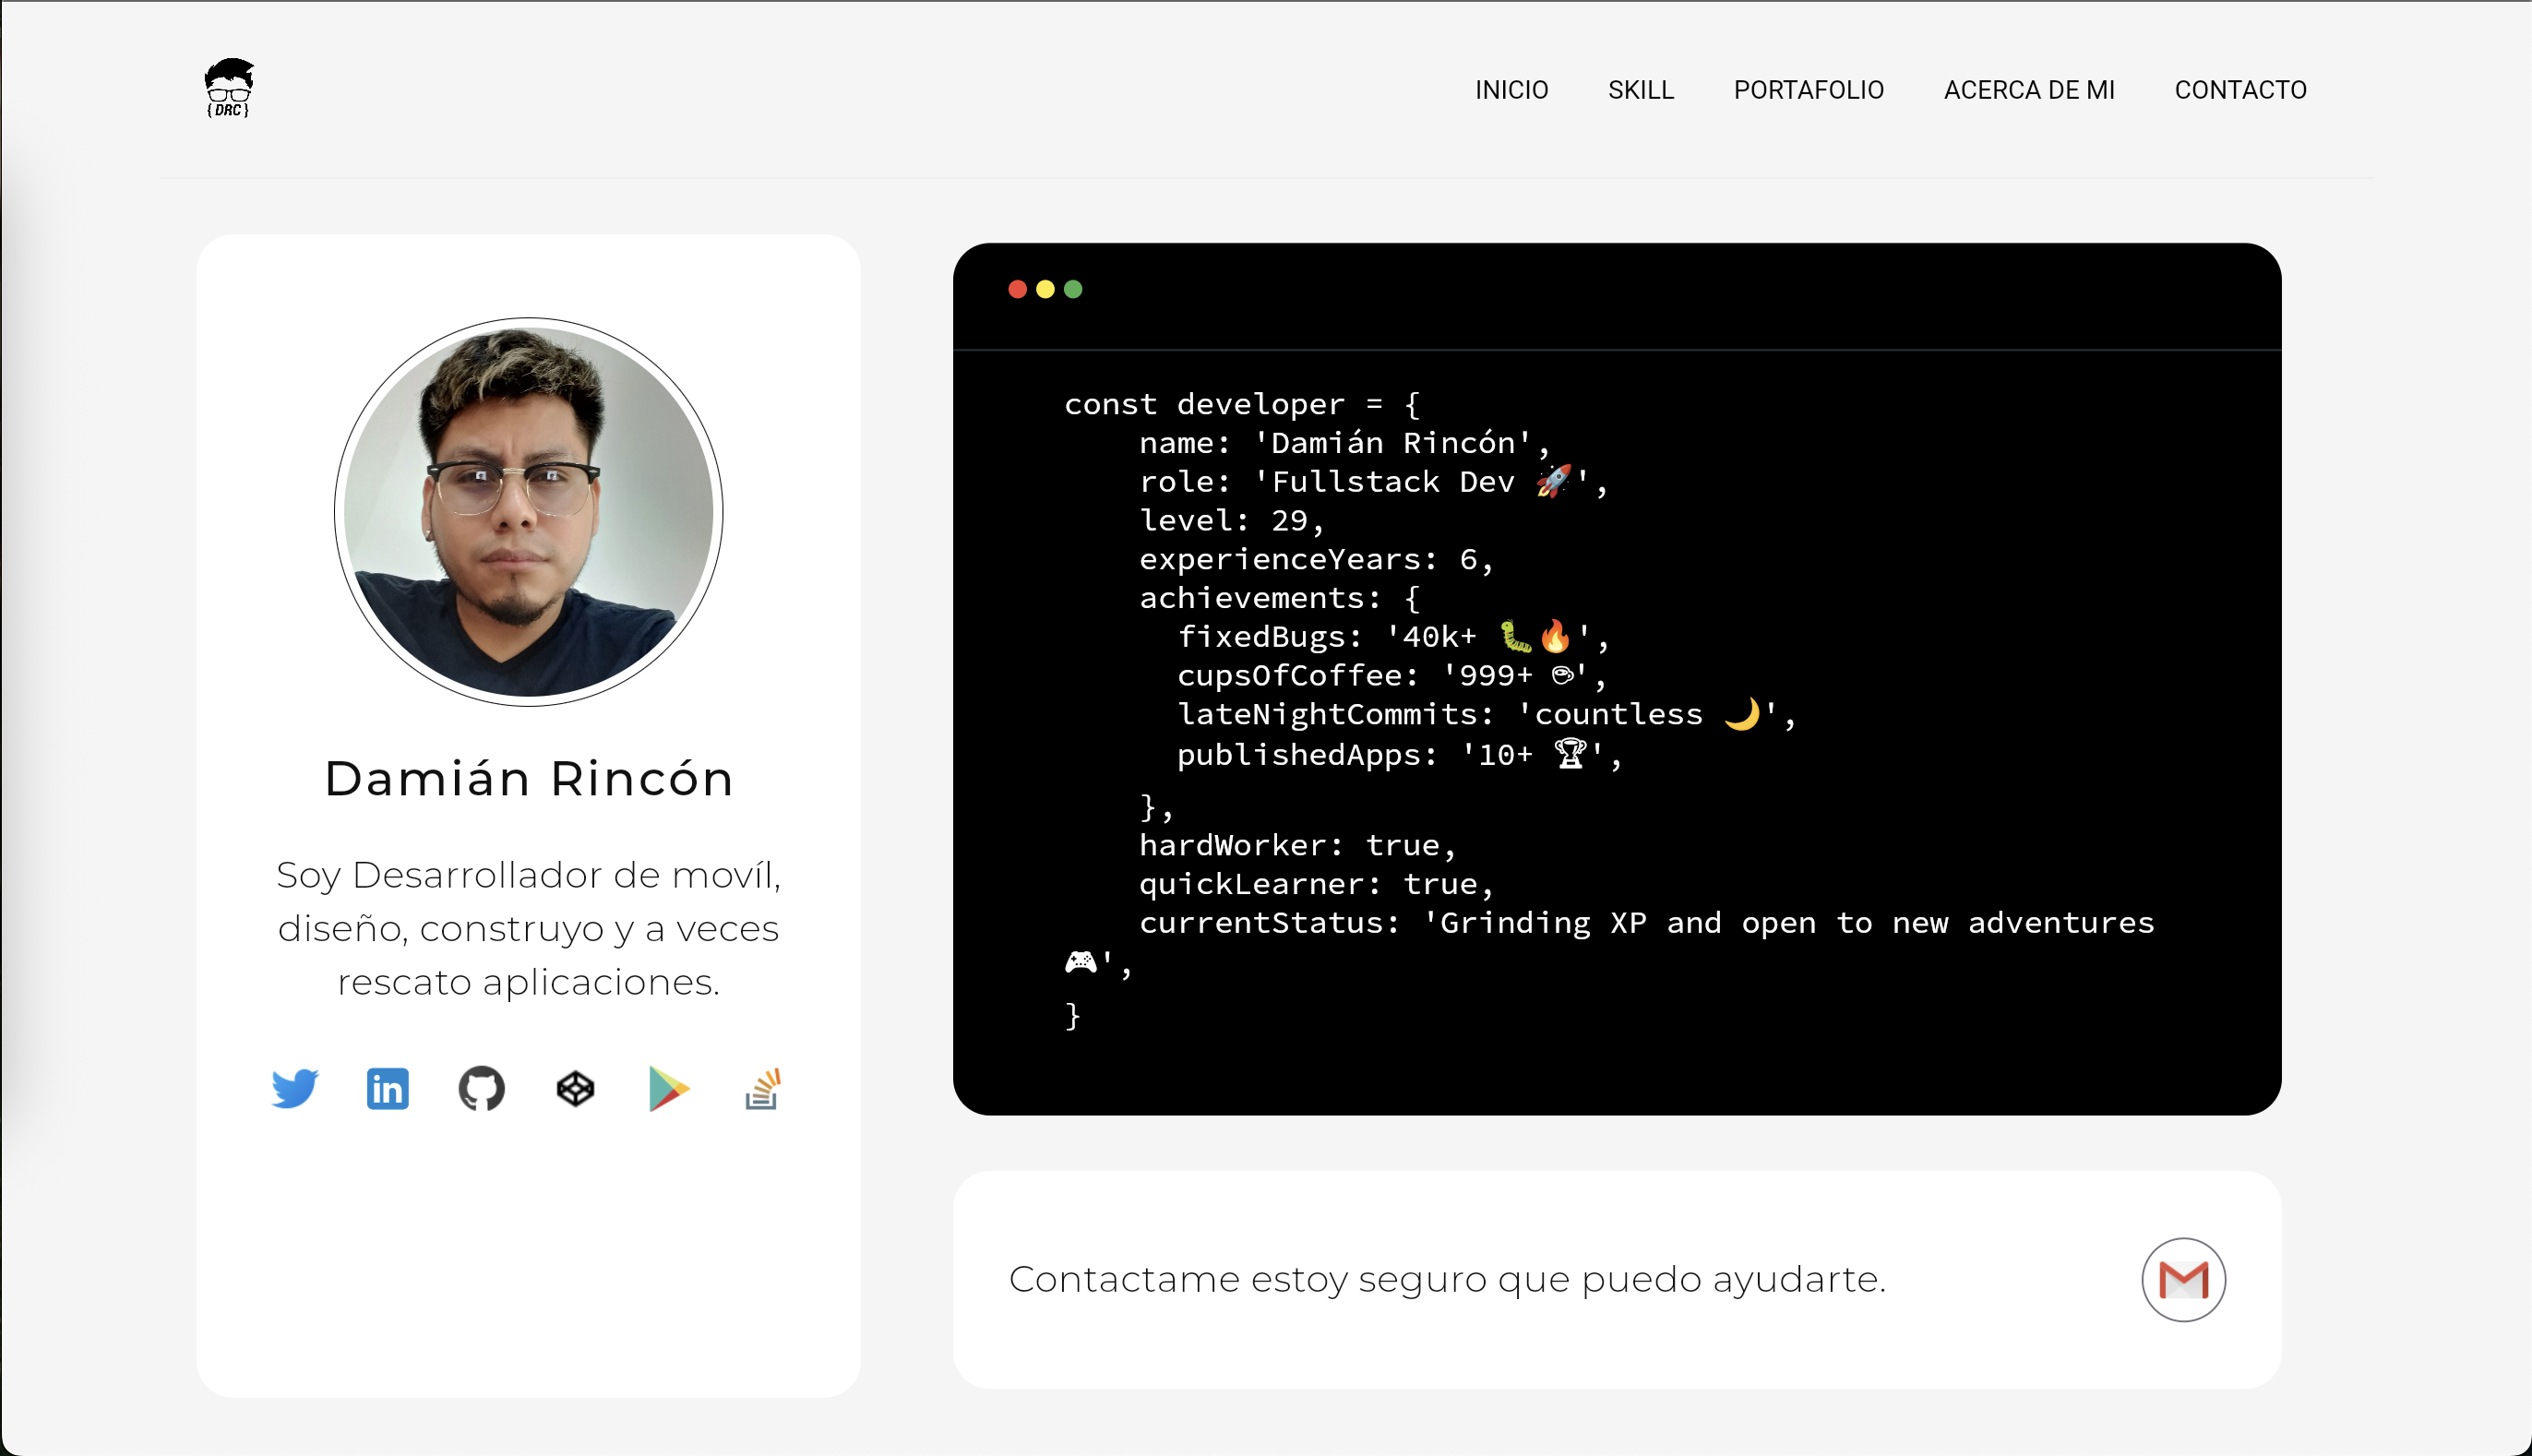 { DRC }
INICIO SKILL PORTAFOLIO ACERCA DE MI CONTACTO
Damián Rincón
Soy Desarrollador de movíl,
diseño, construyo y a veces
rescato aplicaciones.
in
const developer = {
name: 'Damián Rincón',
role: 'Fullstack Dev 🚀',
level: 29,
experienceYears: 6,
achievements: {
fixedBugs: '40k+ 🐛🔥',
cupsOfCoffee: '999+ ☕',
lateNightCommits: 'countless 🌙',
publishedApps: '10+ 🏆',
},
hardWorker: true,
quickLearner: true,
currentStatus: 'Grinding XP and open to new adventures
🎮',
}
Contactame estoy seguro que puedo ayudarte.